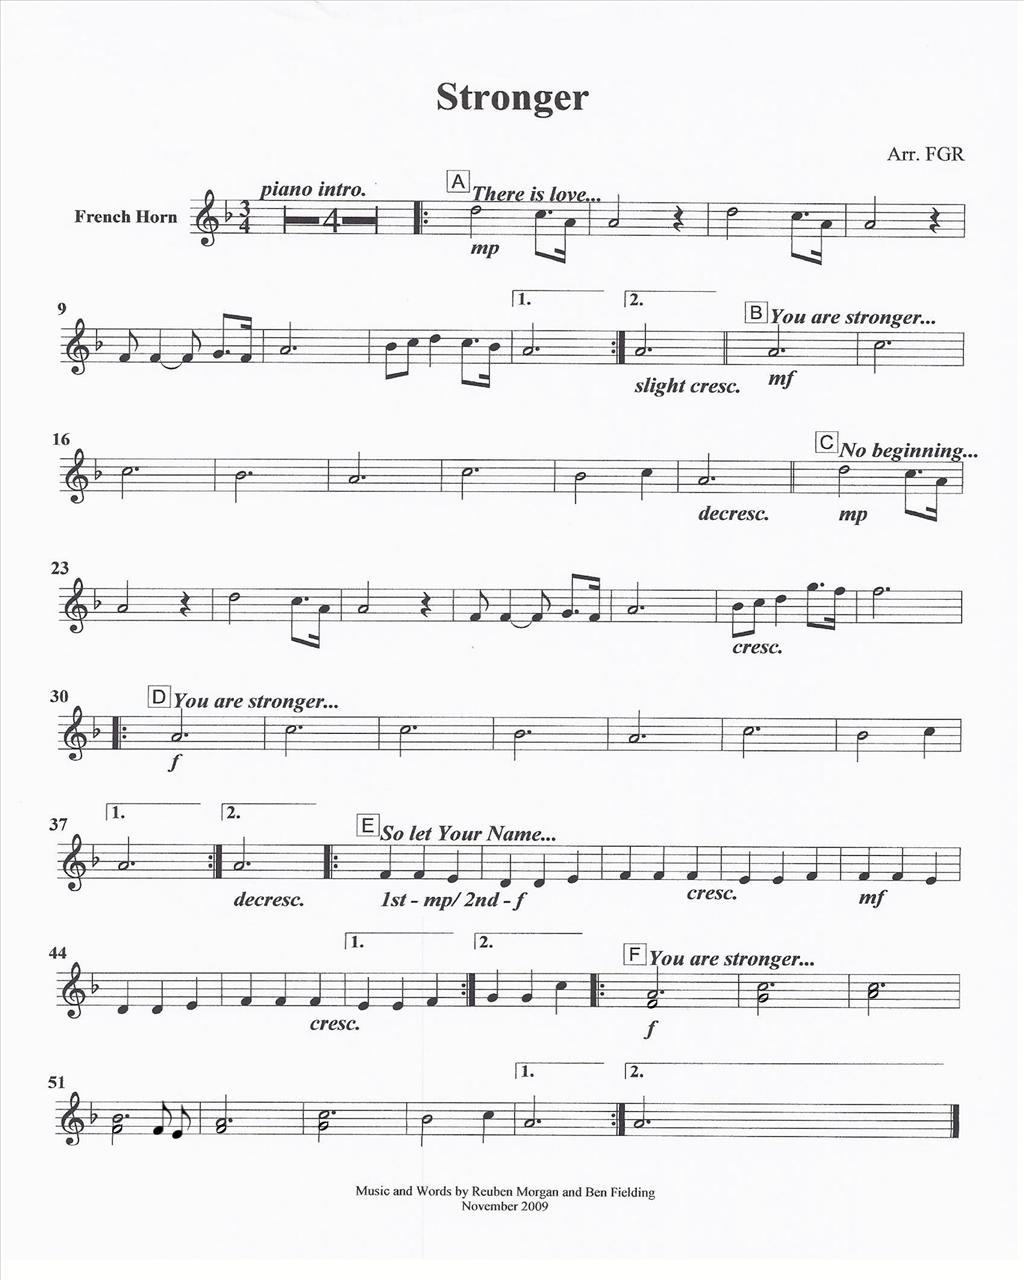 Stronger
Arr. FGR
piano intro. A There is love...
French Horn 3/4 4
mp
9 1. 2. B You are stronger...
slight cresc. mf
16 C No beginning...
decresc. mp
23
cresc.
30 D You are stronger...
f
37 1. 2. E So let Your Name...
decresc. 1st - mp/ 2nd - f cresc. mf
44 1. 2. F You are stronger...
cresc. f
51 1. 2.
Music and Words by Reuben Morgan and Ben Fielding
November 2009